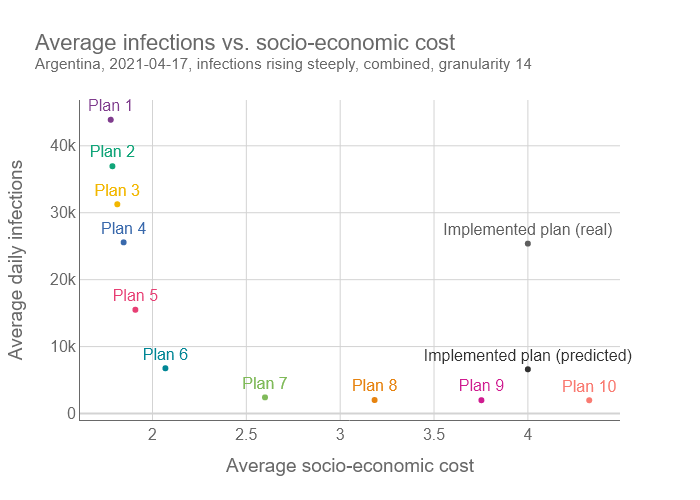 Average infections vs. socio-economic cost
Argentina, 2021-04-17, infections rising steeply, combined, granularity 14
Plan 1
40k
Plan 2
Plan 3
30k
Plan 4
Implemented plan (real)
20k
Plan 5
10k
Plan 6
Implemented plan (predicted)
Plan 7
Plan 8
Plan 9
Plan 10
0
2
2.5
3
3.5
4
Average socio-economic cost
Average daily infections